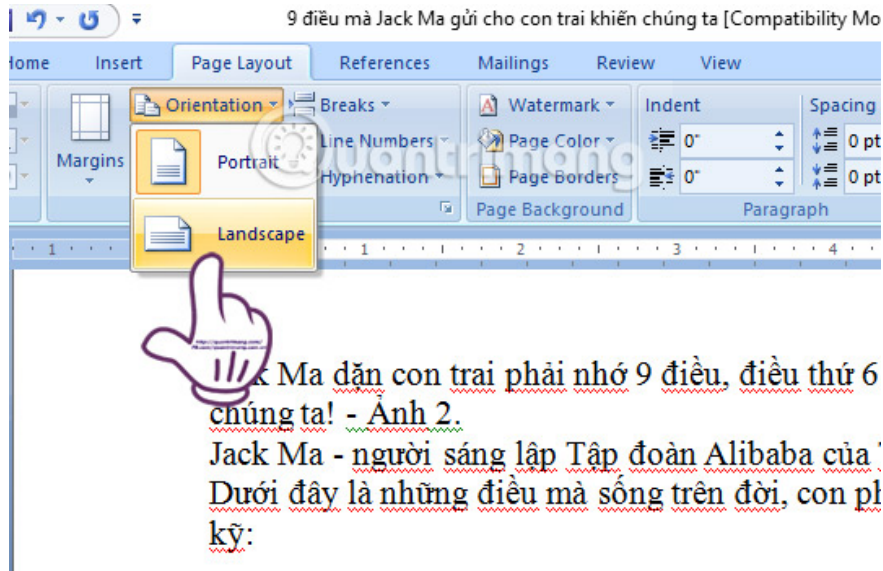 9 điều mà Jack Ma gửi cho con trai khiến chúng ta [Compatibility Mo
Home Insert Page Layout References Mailings Review View
Orientation Breaks Watermark Indent Spacing
Margins Portrait Line Numbers Page Color 0" 0 pt
Hyphenation Page Borders 0" 0 pt
Quantrimang
Page Background Paragraph
Landscape
1 1 2 3 4
k Ma dặn con trai phải nhớ 9 điều, điều thứ 6
chúng ta! - Ảnh 2.
Jack Ma - người sáng lập Tập đoàn Alibaba của
Dưới đây là những điều mà sống trên đời, con ph
kỹ: